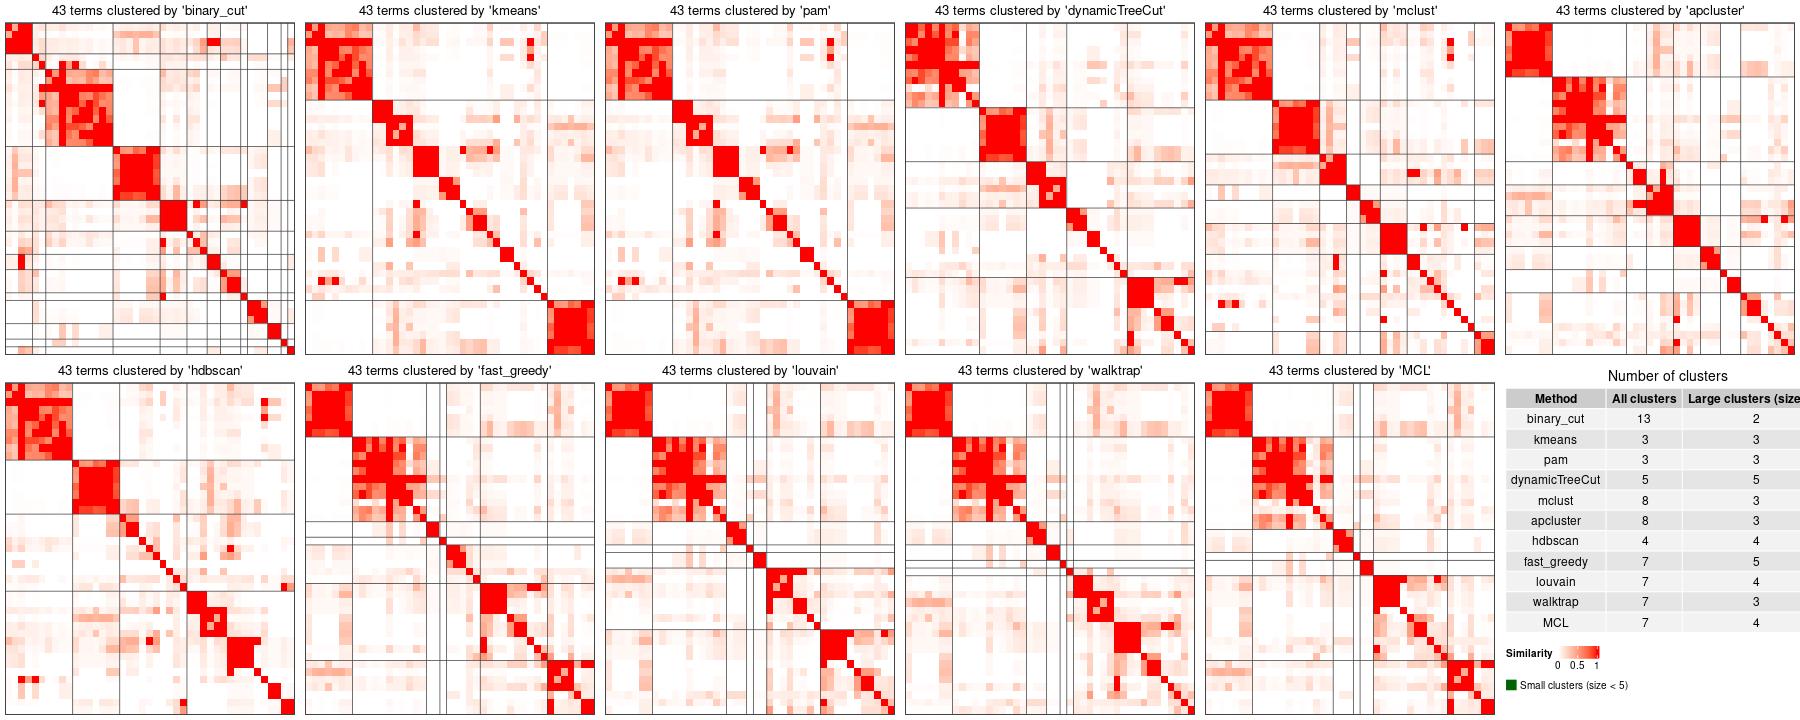 43 terms clustered by 'binary_cut'
43 terms clustered by 'kmeans'
43 terms clustered by 'pam'
43 terms clustered by 'dynamicTreeCut'
43 terms clustered by 'mclust'
43 terms clustered by 'apcluster'
43 terms clustered by 'hdbscan'
43 terms clustered by 'fast_greedy'
43 terms clustered by 'louvain'
43 terms clustered by 'walktrap'
43 terms clustered by 'MCL'
Number of clusters
Method All clusters Large clusters (size
binary_cut 13 2
kmeans 3 3
pam 3 3
dynamicTreeCut 5 5
mclust 8 3
apcluster 8 3
hdbscan 4 4
fast_greedy 7 5
louvain 7 4
walktrap 7 3
MCL 7 4
Similarity
0 0.5 1
Small clusters (size < 5)